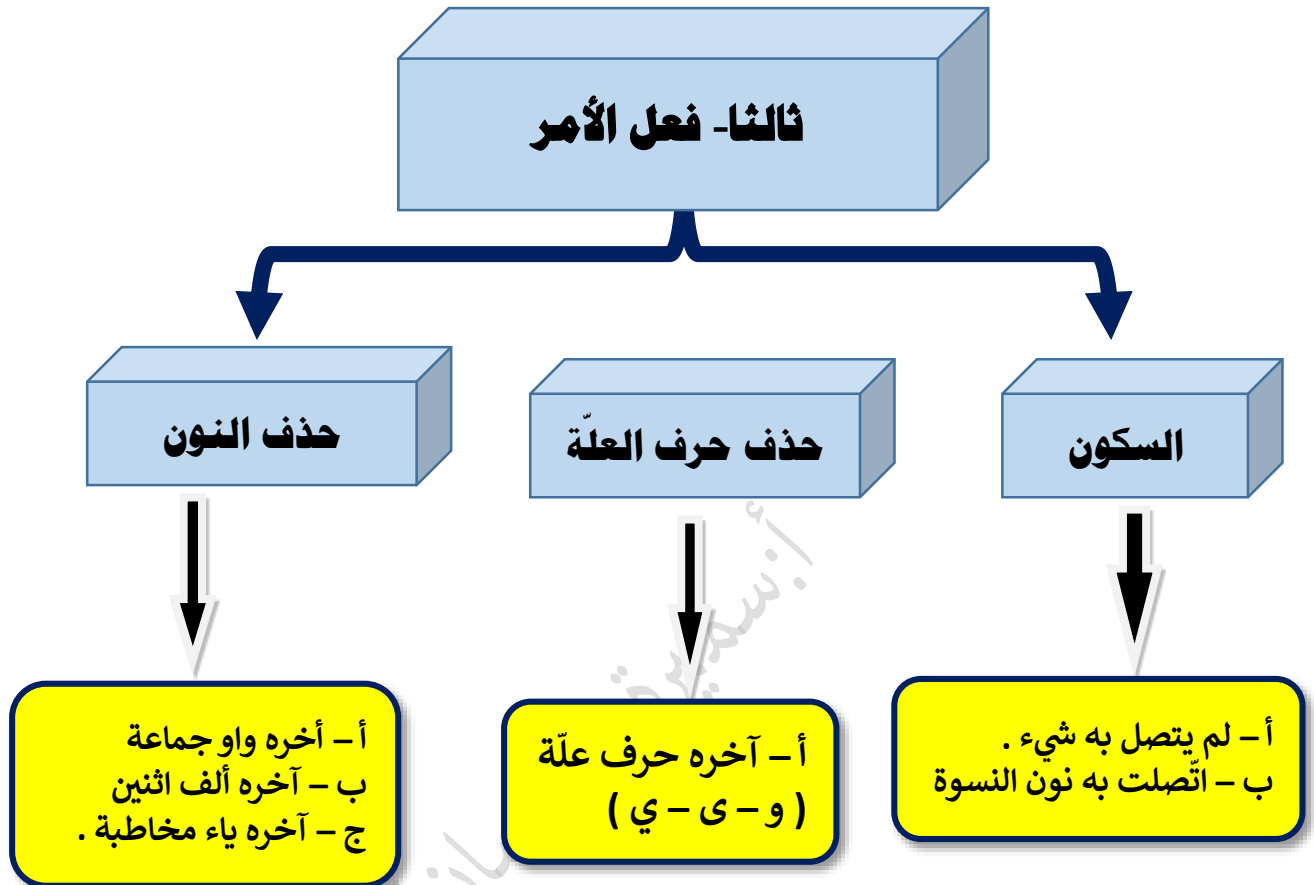 ثالثا- فعل الأمر
السكون
حذف حرف العلّة
حذف النون
أ – لم يتصل به شيء .
ب – اتّصلت به نون النسوة
أ – آخره حرف علّة
( و – ى – ي )
أ – أخره واو جماعة
ب – آخره ألف اثنين
ج – آخره ياء مخاطبة .
أ.سميرة